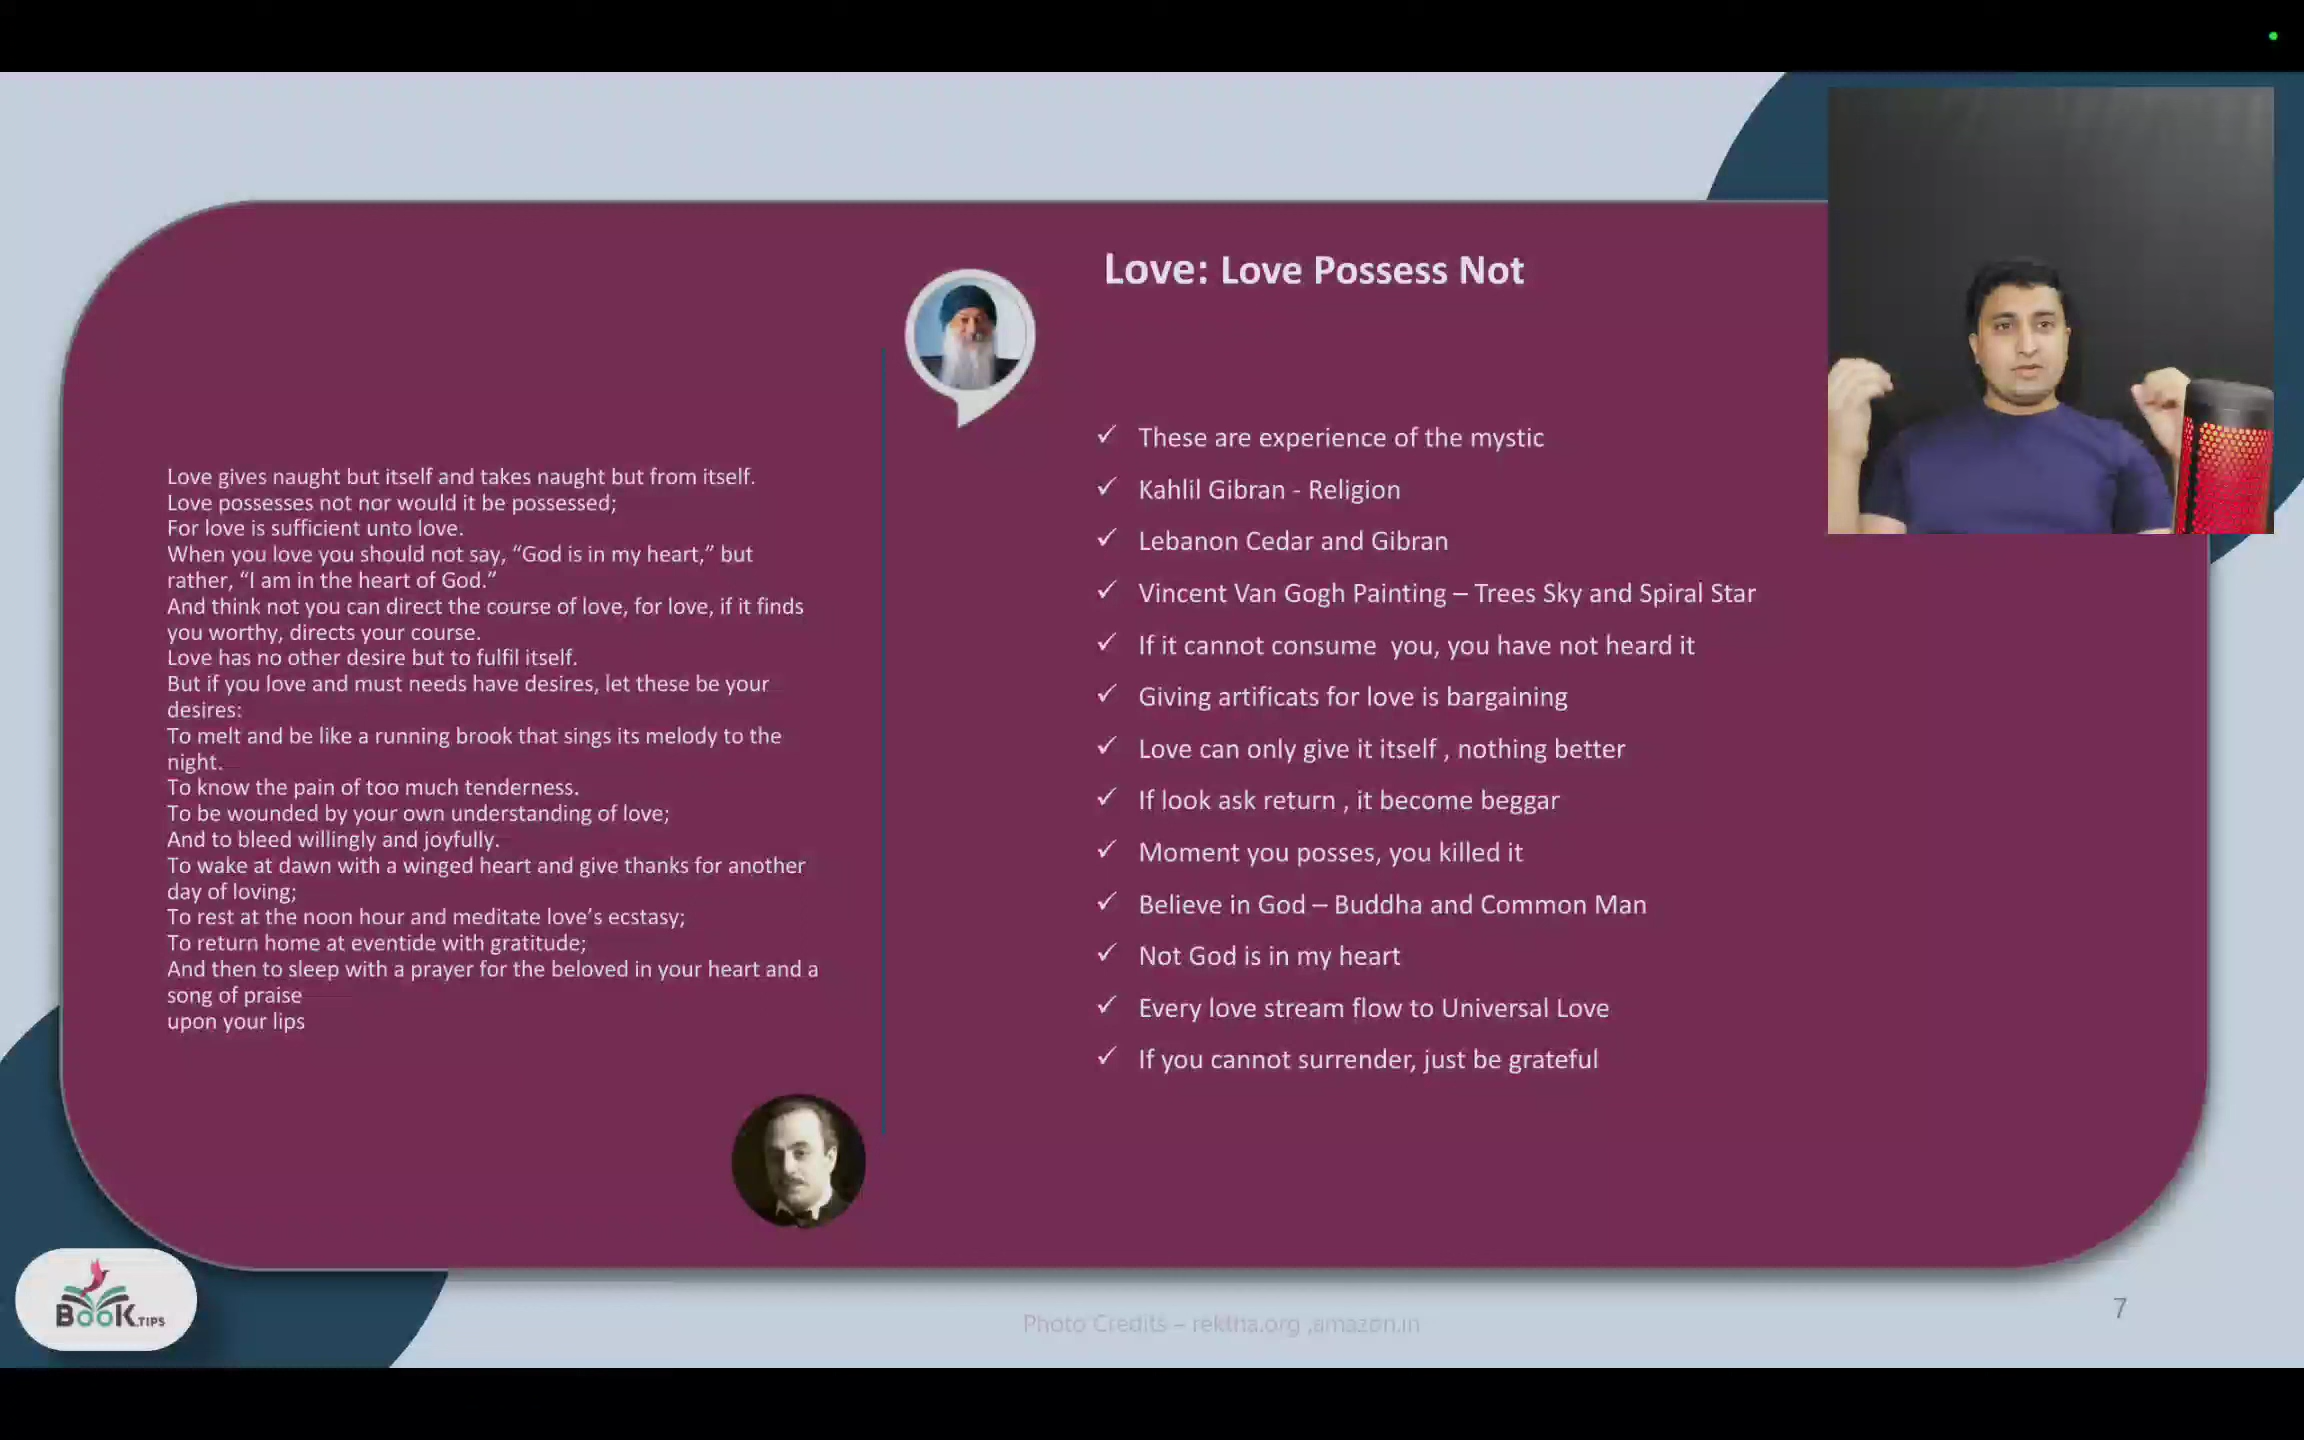 Love: Love Possess Not
Love gives naught but itself and takes naught but from itself.
Love possesses not nor would it be possessed;
For love is sufficient unto love.
When you love you should not say, “God is in my heart,” but
rather, “I am in the heart of God.”
And think not you can direct the course of love, for love, if it finds
you worthy, directs your course.
Love has no other desire but to fulfil itself.
But if you love and must needs have desires, let these be your
desires:
To melt and be like a running brook that sings its melody to the
night.
To know the pain of too much tenderness.
To be wounded by your own understanding of love;
And to bleed willingly and joyfully.
To wake at dawn with a winged heart and give thanks for another
day of loving;
To rest at the noon hour and meditate love’s ecstasy;
To return home at eventide with gratitude;
And then to sleep with a prayer for the beloved in your heart and a
song of praise
upon your lips
✓ These are experience of the mystic
✓ Kahlil Gibran - Religion
✓ Lebanon Cedar and Gibran
✓ Vincent Van Gogh Painting – Trees Sky and Spiral Star
✓ If it cannot consume  you, you have not heard it
✓ Giving artificats for love is bargaining
✓ Love can only give it itself , nothing better
✓ If look ask return , it become beggar
✓ Moment you posses, you killed it
✓ Believe in God – Buddha and Common Man
✓ Not God is in my heart
✓ Every love stream flow to Universal Love
✓ If you cannot surrender, just be grateful
BooK.TIPS
Photo Credits – rektha.org ,amazon.in
7